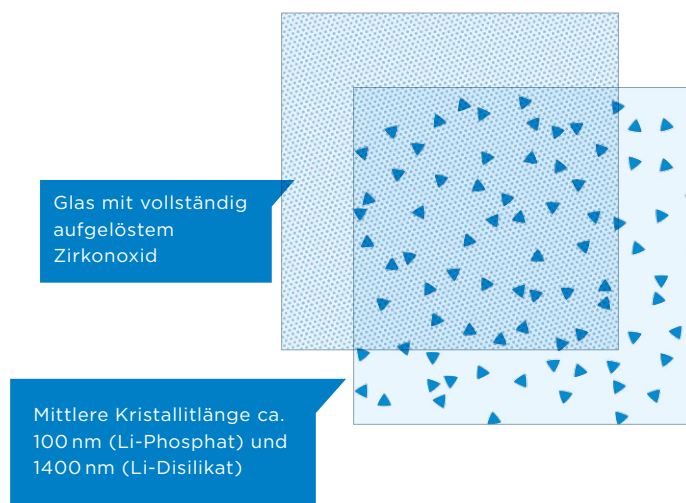 Glas mit vollständig
aufgelöstem
Zirkonoxid
Mittlere Kristallitlänge ca.
100 nm (Li-Phosphat) und
1400 nm (Li-Disilikat)